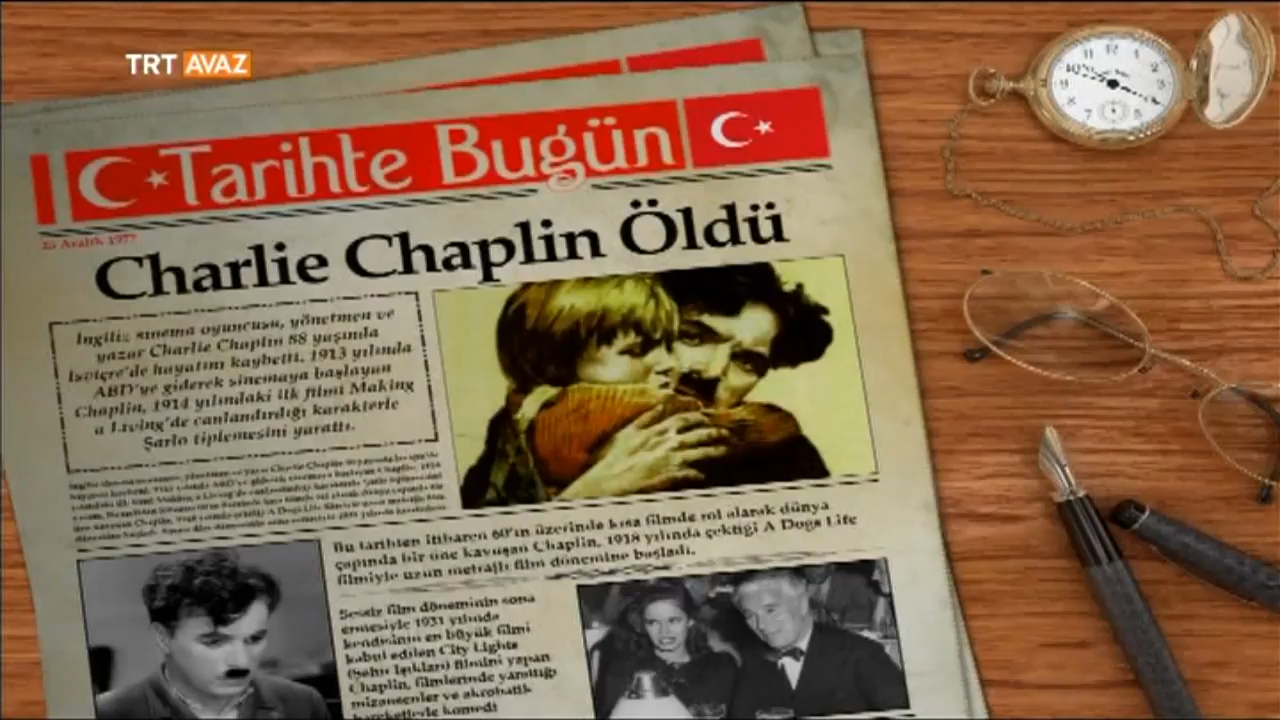 TRT AVAZ
Tarihte Bugün
25 Aralık 1977
Charlie Chaplin Öldü
İngiliz sinema oyuncusu, yönetmen ve
yazar Charlie Chaplin 88 yaşında
İsviçre'de hayatını kaybetti. 1913 yılında
ABD'ye giderek sinemaya başlayan
Chaplin, 1914 yılındaki ilk filmi Making
a Living'de canlandırdığı karakterle
Şarlo tiplemesini yarattı.
Bu tarihten itibaren 60'ın üzerinde kısa filmde rol olarak dünya
çapında bir üne kavuşan Chaplin, 1918 yılında çektiği A Dogs Life
filmiyle uzun metrajlı film dönemine başladı.
Sessiz film döneminin sona
ermesiyle 1931 yılında
kendisinin en büyük filmi
kabul edilen City Lights
(Şehir Işıkları) filmini yapan
Chaplin, filmlerinde yarattığı
mizansenler ve akrobatik
hareketlerle komedi